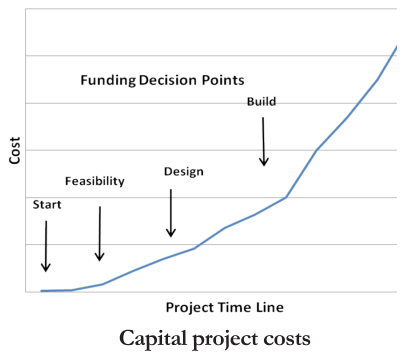 Funding Decision Points
Build
Design
Feasibility
Start
Cost
Project Time Line
Capital project costs